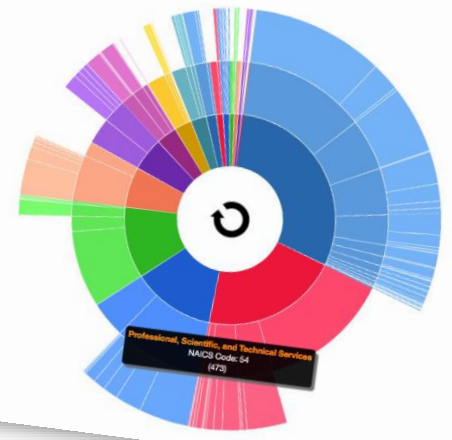 Professional, Scientific, and Technical Services
NAICS Code: 54
(473)